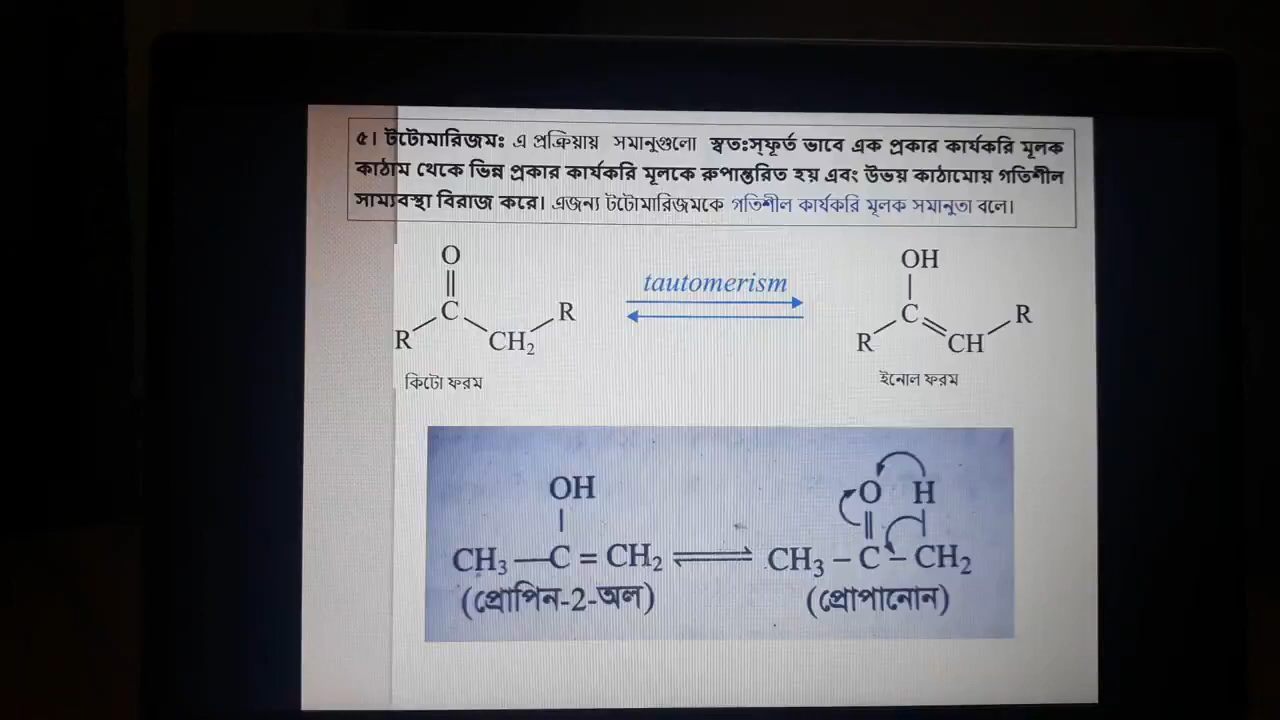 ৫। টটোমারিজমঃ এ প্রক্রিয়ায় সমানুগুলো স্বতঃস্ফূর্ত ভাবে এক প্রকার কার্যকরি মূলক
কাঠাম থেকে ভিন্ন প্রকার কার্যকরি মূলকে রুপান্তরিত হয় এবং উভয় কাঠামোয় গতিশীল
সাম্যবস্থা বিরাজ করে। এজন্য টটোমারিজমকে গতিশীল কার্যকরি মূলক সমানুতা বলে।
O
||
C
R CH₂ R
tautomerism
OH
|
C
R CH R
কিটো ফরম
ইনোল ফরম
OH
|
CH₃—C = CH₂
(প্রোপিন-2-অল)
O H
|| |
CH₃ – C – CH₂
(প্রোপানোন)